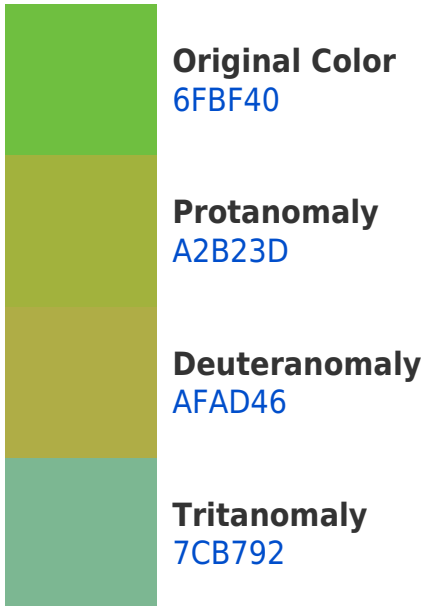 Original Color
6FBF40
Protanomaly
A2B23D
Deuteranomaly
AFAD46
Tritanomaly
7CB792